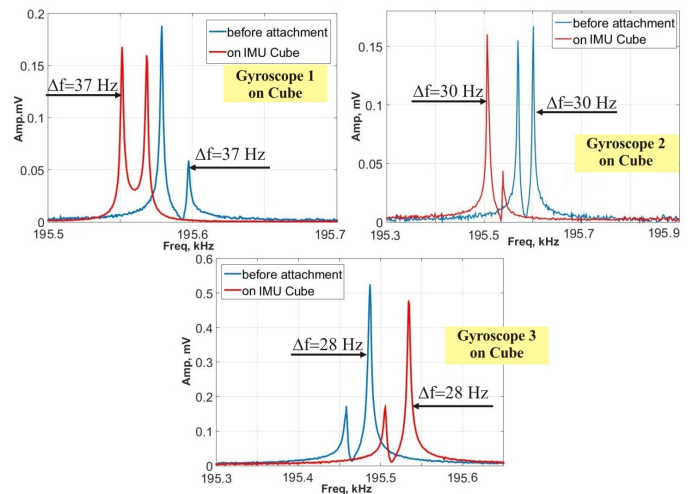 before attachment
on IMU Cube
Gyroscope 1
on Cube
Δf=37 Hz
Δf=37 Hz
Amp.mV
0.2
0.15
0.1
0.05
0
195.5
195.6
195.7
Freq, kHz
before attachment
on IMU Cube
Δf=30 Hz
Δf=30 Hz
Gyroscope 2
on Cube
Amp, mV
0.15
0.1
0.05
0
195.3
195.5
195.7
195.9
Freq, kHz
before attachment
on IMU Cube
Gyroscope 3
on Cube
Δf=28 Hz
Δf=28 Hz
Amp, mV
0.6
0.5
0.4
0.3
0.2
0.1
0
195.3
195.4
195.5
195.6
Freq, kHz